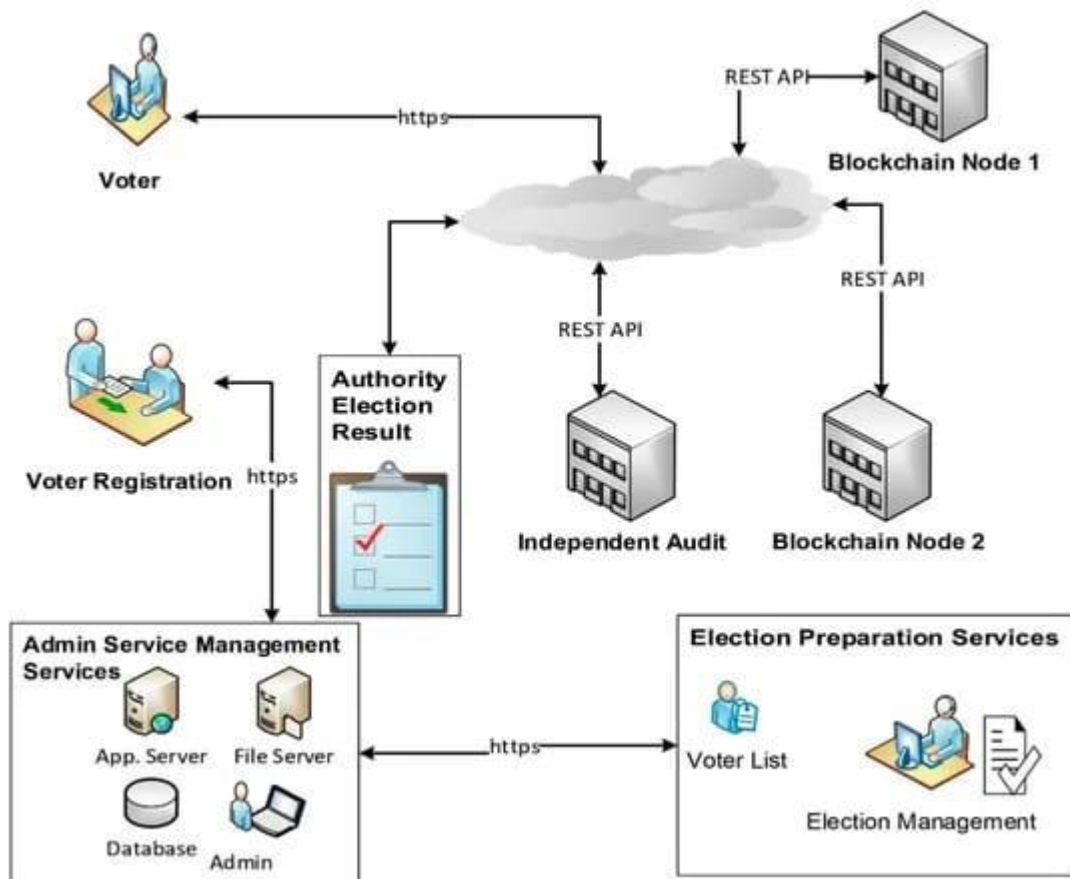 https
REST API
Voter
Blockchain Node 1
REST API
REST API
Authority
Election
Result
Voter Registration
https
Independent Audit
Blockchain Node 2
Admin Service Management
Services
App. Server
File Server
Database
Admin
https
Election Preparation Services
Voter List
Election Management